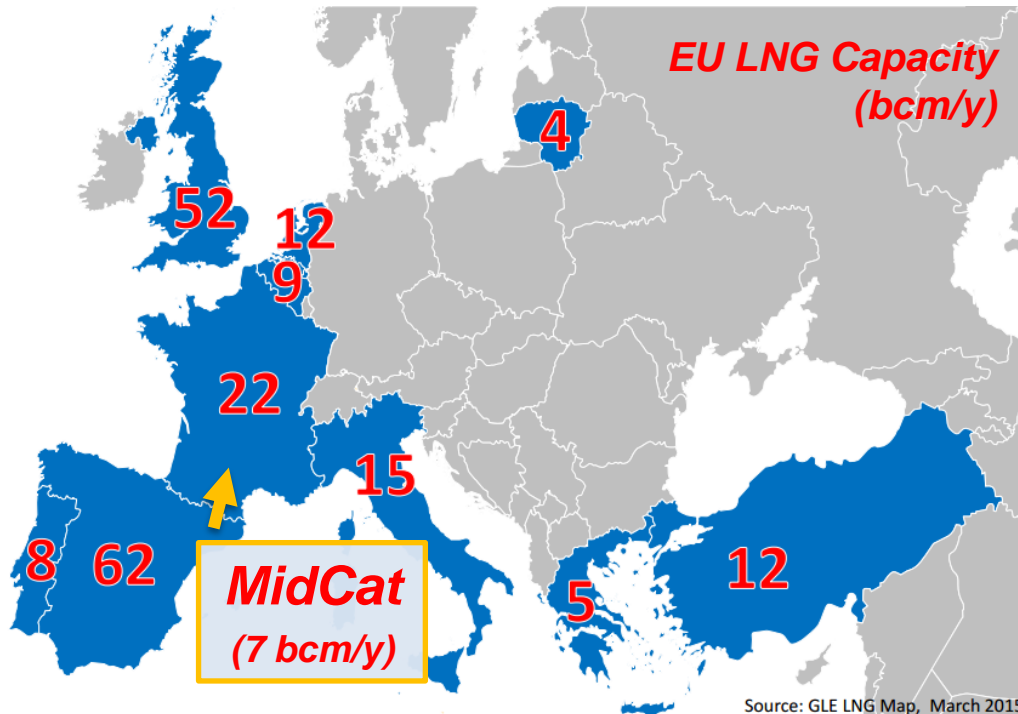 EU LNG Capacity
(bcm/y)
4
52
12
9
22
15
8
62
12
5
MidCat
(7 bcm/y)
Source: GLE LNG Map, March 2015